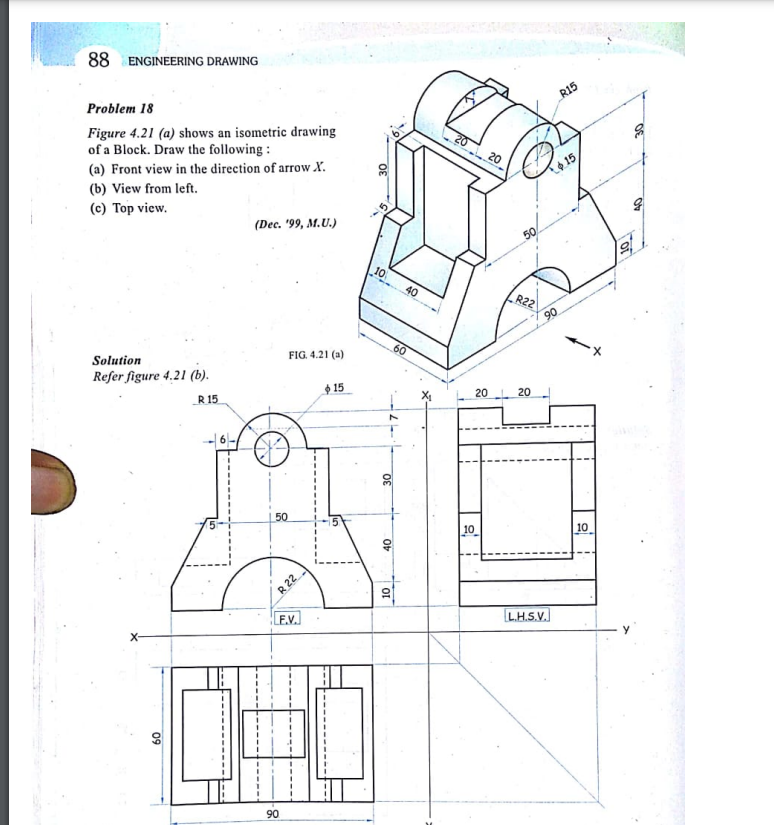 88 ENGINEERING DRAWING
Problem 18
Figure 4.21 (a) shows an isometric drawing
of a Block. Draw the following :
(a) Front view in the direction of arrow X.
(b) View from left.
(c) Top view.
(Dec. '99, M.U.)
R15
6
7
20
20
ϕ 15
30
30
5
50
40
10
10
40
R22
90
60
X
FIG. 4.21 (a)
Solution
Refer figure 4.21 (b).
R 15
ϕ 15
X₁
20
20
7
6
30
5
50
5
40
10
10
R 22
10
F.V.
L.H.S.V.
X
Y
60
90